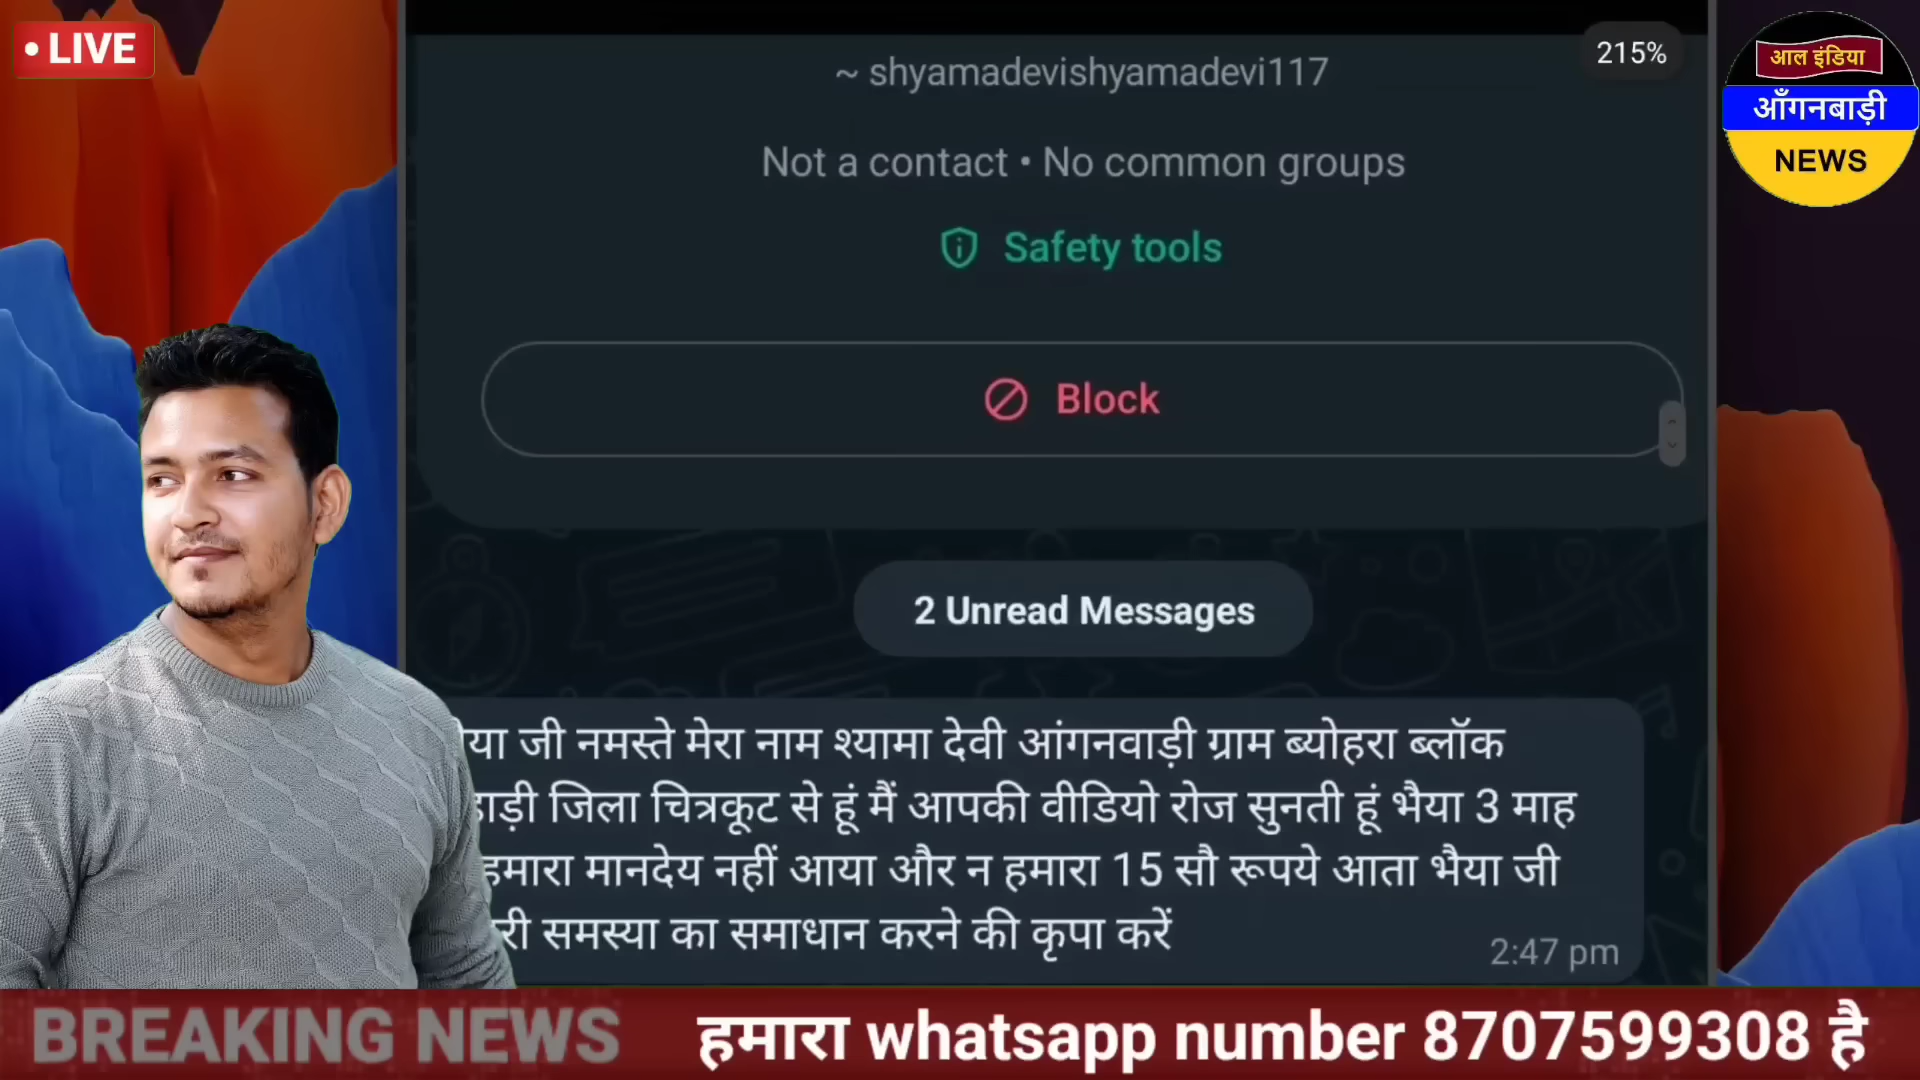 • LIVE
215%
आल इंडिया
आँगनबाड़ी
NEWS
~ shyamadevishyamadevi117
Not a contact • No common groups
Safety tools
Block
2 Unread Messages
जी नमस्ते मेरा नाम श्यामा देवी आंगनवाड़ी ग्राम ब्योहरा ब्लॉक
जिला चित्रकूट से हूं मैं आपकी वीडियो रोज सुनती हूं भैया 3 माह
हमारा मानदेय नहीं आया और न हमारा 15 सौ रूपये आता भैया जी
समस्या का समाधान करने की कृपा करें
2:47 pm
BREAKING NEWS
हमारा whatsapp number 8707599308 है